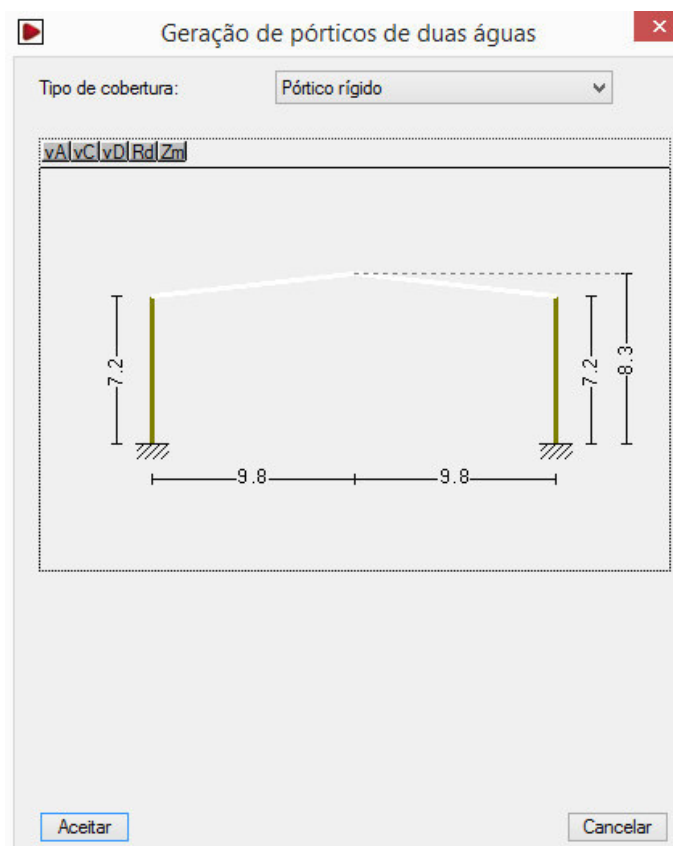 Geração de pórticos de duas águas
Tipo de cobertura: Pórtico rígido
vA vC vD Rd Zm
7.2 7.2 8.3
9.8 9.8
Aceitar Cancelar